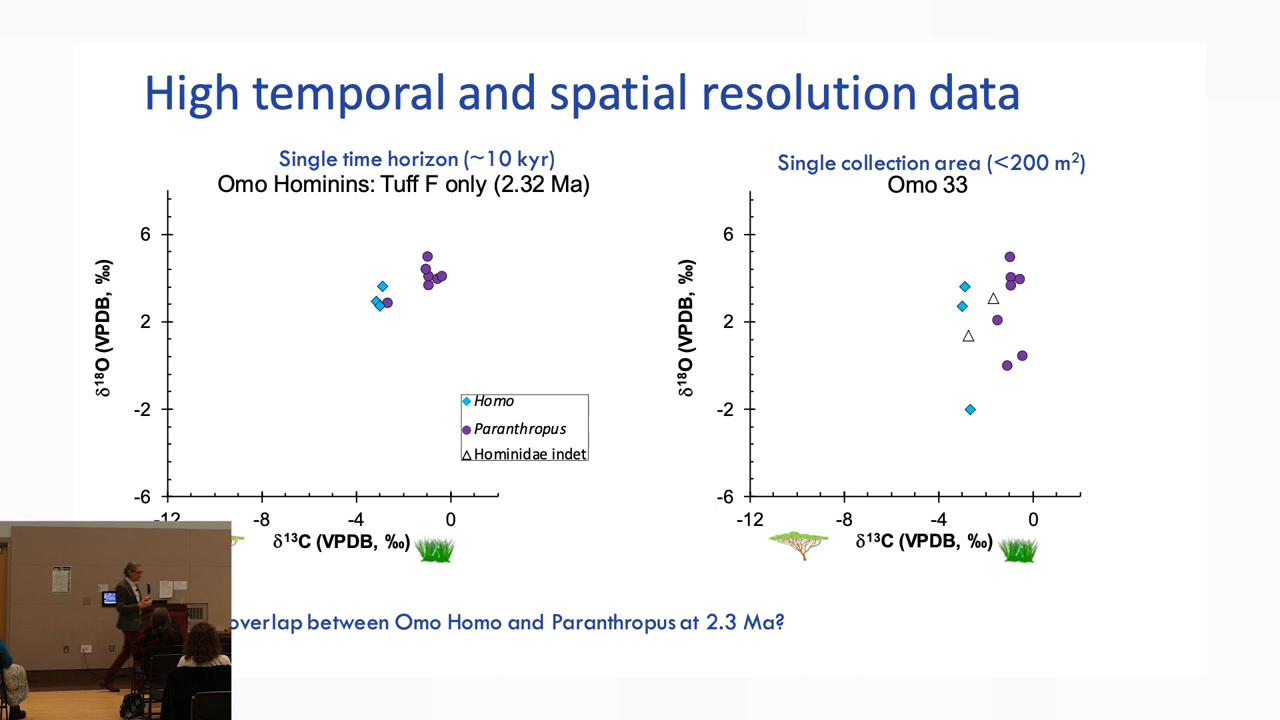 High temporal and spatial resolution data
Single time horizon (~10 kyr)
Omo Hominins: Tuff F only (2.32 Ma)
6
2
-2
-6
-12
-8
-4
0
δ¹⁸O (VPDB, ‰)
δ¹³C (VPDB, ‰)
Homo
Paranthropus
Hominidae indet
Single collection area (<200 m²)
Omo 33
6
2
-2
-6
-12
-8
-4
0
δ¹⁸O (VPDB, ‰)
δ¹³C (VPDB, ‰)
overlap between Omo Homo and Paranthropus at 2.3 Ma?